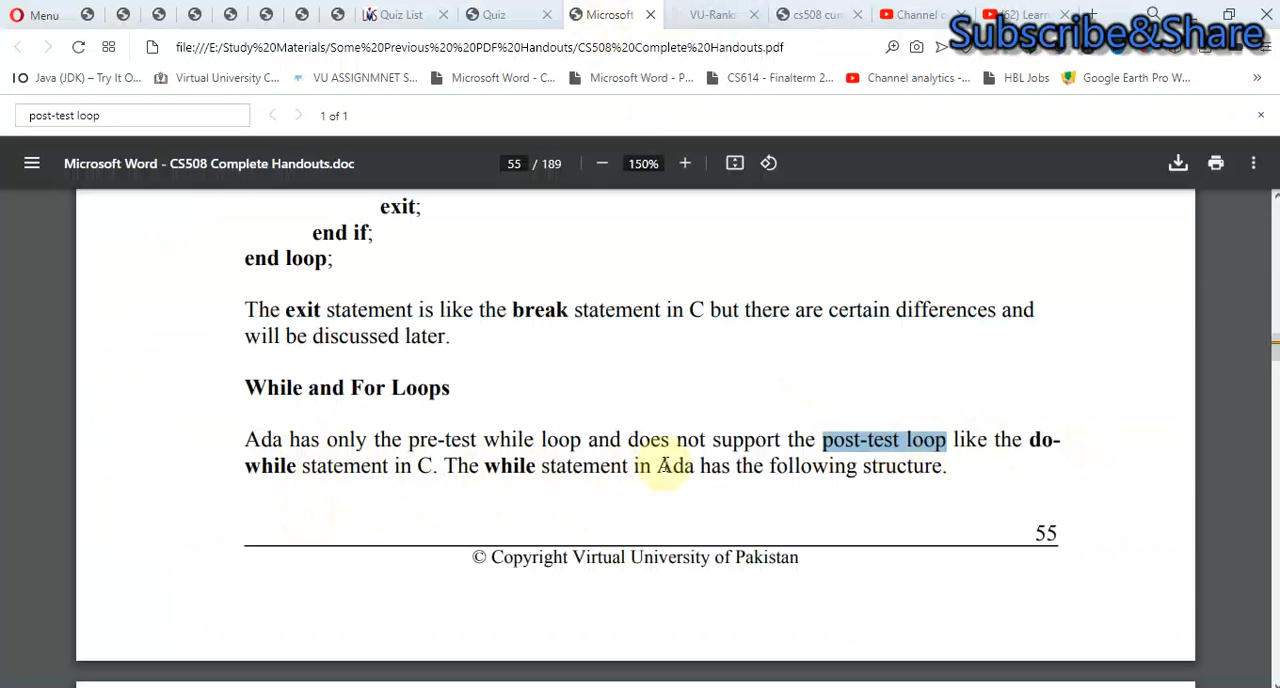 Menu
Quiz List
Quiz
Microsoft
VU-Rank
cs508 cu
Channel c
(62) Lear
Subscribe&Share
file:///E:/Study%20Materials/Some%20Previous%20%20PDF%20Handouts/CS508%20Complete%20Handouts.pdf
Java (JDK) – Try It O...
Virtual University C...
VU ASSIGNMNET S...
Microsoft Word - C...
Microsoft Word - P...
CS614 - Finalterm 2...
Channel analytics -...
HBL Jobs
Google Earth Pro W...
»
post-test loop
1 of 1
Microsoft Word - CS508 Complete Handouts.doc
55 / 189
150%
exit;
end if;
end loop;
The exit statement is like the break statement in C but there are certain differences and
will be discussed later.
While and For Loops
Ada has only the pre-test while loop and does not support the post-test loop like the do-
while statement in C. The while statement in Ada has the following structure.
55
© Copyright Virtual University of Pakistan